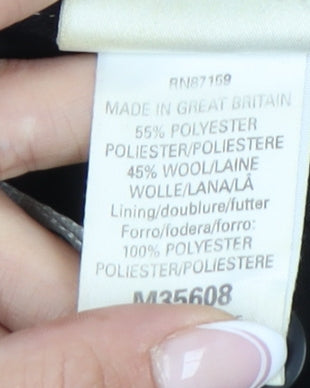 RN87159
MADE IN GREAT BRITAIN
55% POLYESTER
POLIESTER/POLIESTERE
45% WOOL/LAINE
WOLLE/LANA/LÂ
Lining/doublure/futter
Forro/fodera/forro:
100% POLYESTER
POLIESTER/POLIESTERE
M35608